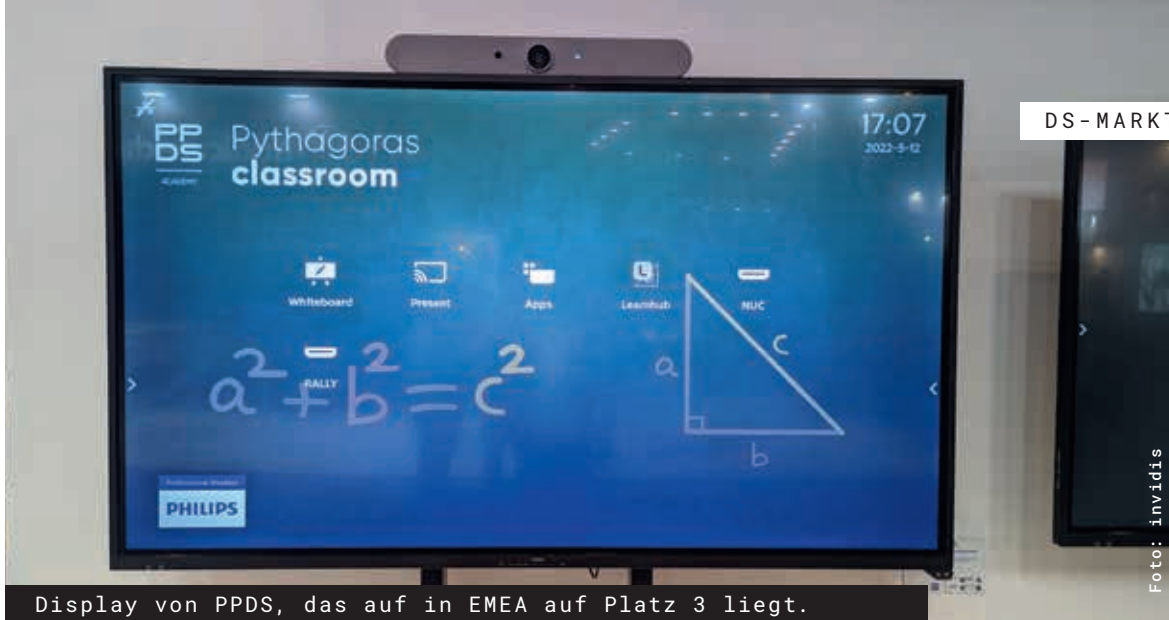 PP
DS
ACADEMY
Pythagoras
classroom
17:07
2022-5-12
DS-MARKT
Whiteboard
Present
Apps
Learnhub
NUC
RALLY
a² + b² = c²
a
c
b
PHILIPS
Foto: invidis
Display von PPDS, das auf in EMEA auf Platz 3 liegt.